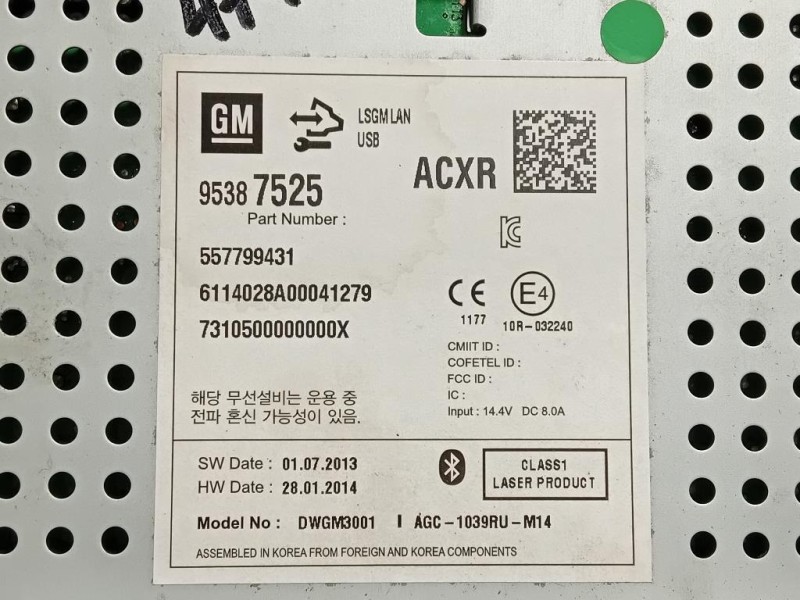 GM
LSGMLAN
USB
9538 7525
ACXR
Part Number :
557799431
6114028A00041279
7310500000000X
CE
1177
E4
10R-032240
CMIIT ID :
COFETEL ID :
FCC ID :
IC :
Input : 14.4V DC 8.0A
해당 무선설비는 운용 중
전파 혼신 가능성이 있음.
SW Date : 01.07.2013
HW Date : 28.01.2014
CLASS1
LASER PRODUCT
Model No : DWGM3001 I AGC-1039RU-M14
ASSEMBLED IN KOREA FROM FOREIGN AND KOREA COMPONENTS